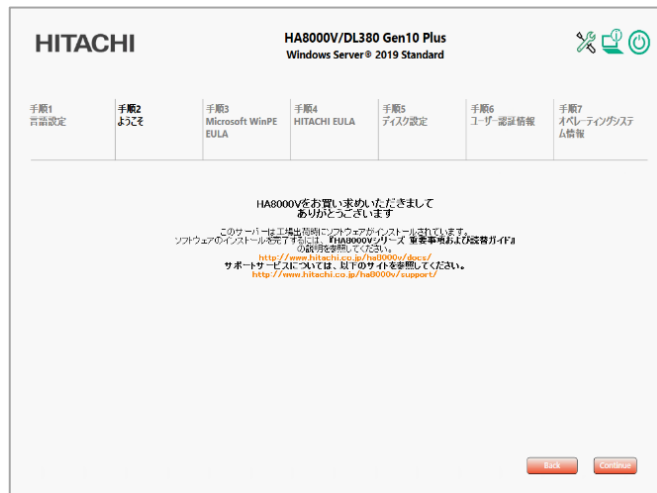 HITACHI
HA8000V/DL380 Gen10 Plus
Windows Server® 2019 Standard
手順1
言語設定
手順2
ようこそ
手順3
Microsoft WinPE
EULA
手順4
HITACHI EULA
手順5
ディスク設定
手順6
ユーザー認証情報
手順7
オペレーティングシステ
ム情報
HA8000Vをお買い求めいただきまして
ありがとうございます
このサーバーは工場出荷時にソフトウェアがインストールされています。
ソフトウェアのインストールを完了するには、『HA8000Vシリーズ 重要事項および読替ガイド』
の説明を参照してください。
http://www.hitachi.co.jp/ha8000v/docs/
サポートサービスについては、以下のサイトを参照してください。
http://www.hitachi.co.jp/ha8000v/support/
Back
Continue